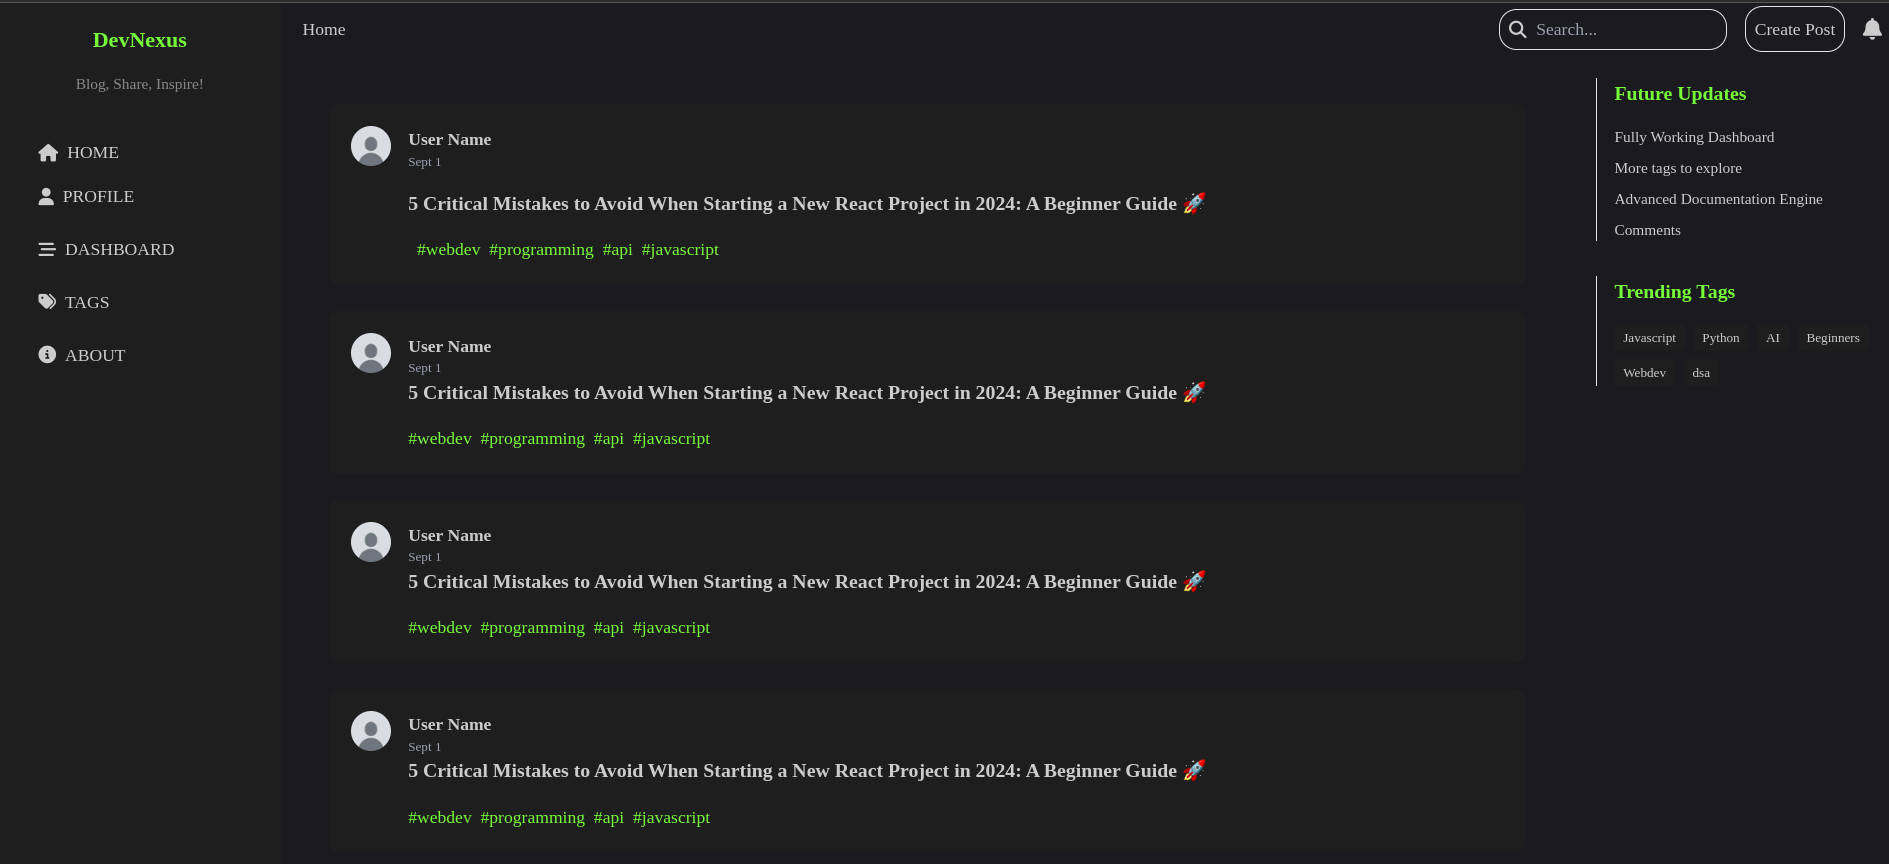 DevNexus
Blog, Share, Inspire!
HOME
PROFILE
DASHBOARD
TAGS
ABOUT
Home
Search...
Create Post
User Name
Sept 1
5 Critical Mistakes to Avoid When Starting a New React Project in 2024: A Beginner Guide 🚀
#webdev #programming #api #javascript
User Name
Sept 1
5 Critical Mistakes to Avoid When Starting a New React Project in 2024: A Beginner Guide 🚀
#webdev #programming #api #javascript
User Name
Sept 1
5 Critical Mistakes to Avoid When Starting a New React Project in 2024: A Beginner Guide 🚀
#webdev #programming #api #javascript
User Name
Sept 1
5 Critical Mistakes to Avoid When Starting a New React Project in 2024: A Beginner Guide 🚀
#webdev #programming #api #javascript
Future Updates
Fully Working Dashboard
More tags to explore
Advanced Documentation Engine
Comments
Trending Tags
Javascript Python AI Beginners
Webdev dsa